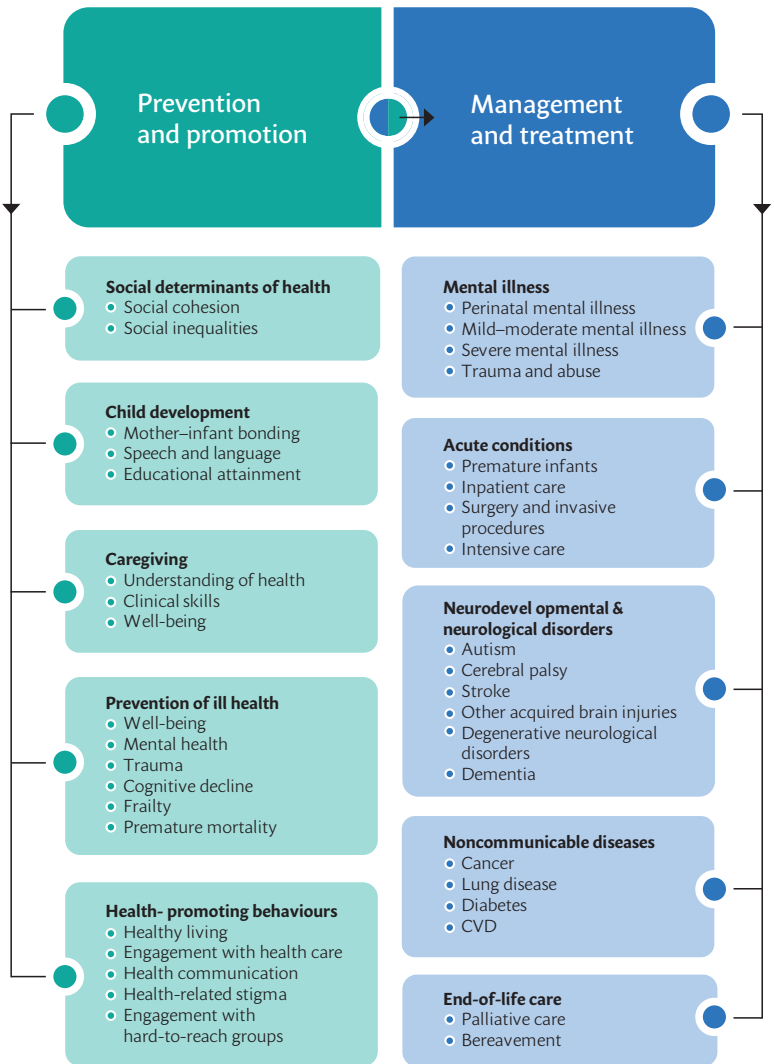 Prevention
and promotion
Management
and treatment
Social determinants of health
Social cohesion
Social inequalities
Child development
Mother–infant bonding
Speech and language
Educational attainment
Caregiving
Understanding of health
Clinical skills
Well-being
Prevention of ill health
Well-being
Mental health
Trauma
Cognitive decline
Frailty
Premature mortality
Health- promoting behaviours
Healthy living
Engagement with health care
Health communication
Health-related stigma
Engagement with
hard-to-reach groups
Mental illness
Perinatal mental illness
Mild–moderate mental illness
Severe mental illness
Trauma and abuse
Acute conditions
Premature infants
Inpatient care
Surgery and invasive
procedures
Intensive care
Neurodevel opmental &
neurological disorders
Autism
Cerebral palsy
Stroke
Other acquired brain injuries
Degenerative neurological
disorders
Dementia
Noncommunicable diseases
Cancer
Lung disease
Diabetes
CVD
End-of-life care
Palliative care
Bereavement